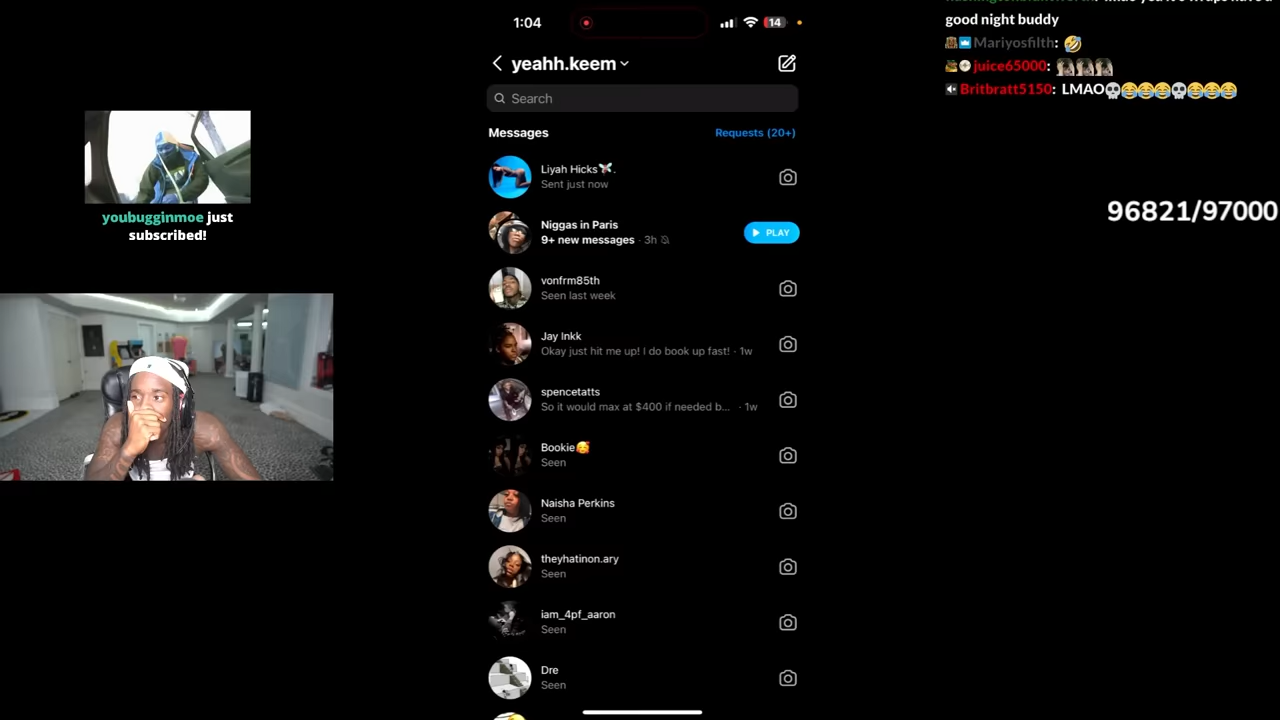 1:04
14
yeahh.keem
Search
Messages
Requests (20+)
Liyah Hicks
Sent just now
Niggas in Paris
9+ new messages · 3h
PLAY
vonfrm85th
Seen last week
Jay Inkk
Okay just hit me up! I do book up fast! · 1w
spencetatts
So it would max at $400 if needed b... · 1w
Bookie🥰
Seen
Naisha Perkins
Seen
theyhatinon.ary
Seen
iam_4pf_aaron
Seen
Dre
Seen
youbugginmoe just
subscribed!
good night buddy
Mariyosfilth: 🤣
juice65000:
Britbratt5150: LMAO💀😂😂😂💀😂😂😂
96821/97000